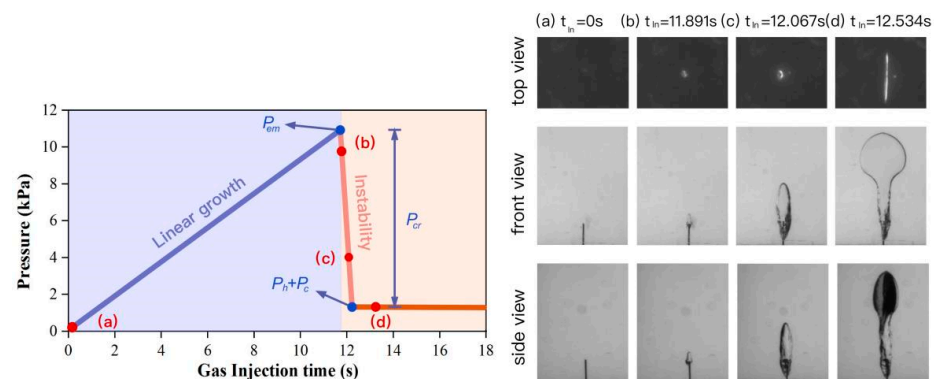 (a) t_In=0s (b) t_In=11.891s (c) t_In=12.067s (d) t_In=12.534s
top view
front view
side view
Pressure (kPa)
12
10
8
6
4
2
0
P_em
(b)
Linear growth
Instability
P_cr
(c)
P_h+P_c
(a)
(d)
0 2 4 6 8 10 12 14 16 18
Gas Injection time (s)